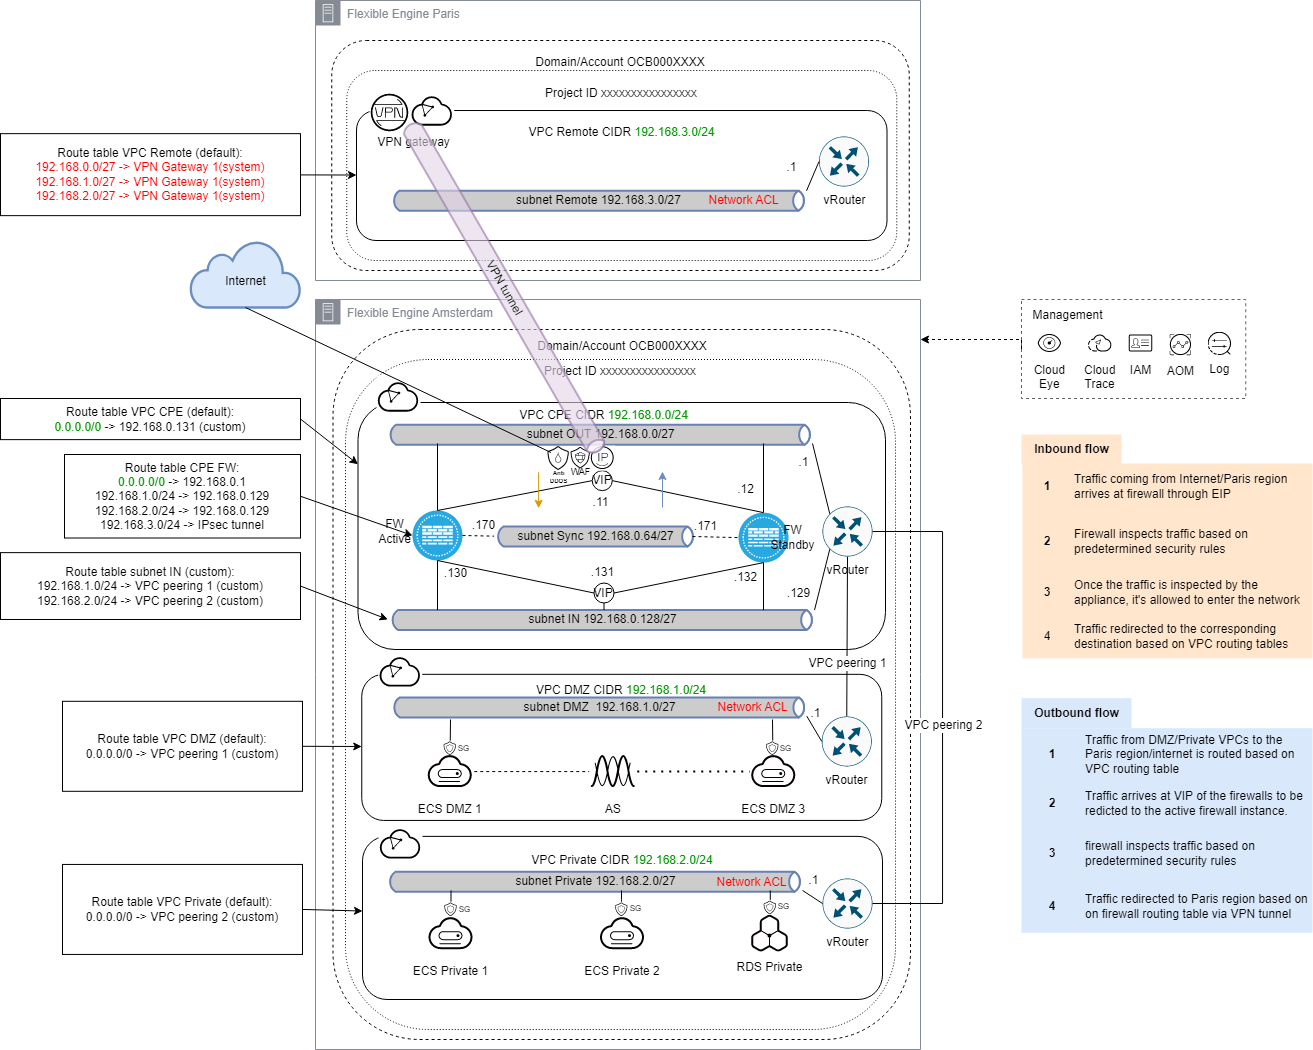 Flexible Engine Paris
Domain/Account OCB000XXXX
Project ID xxxxxxxxxxxxxxxx
VPN
VPC Remote CIDR 192.168.3.0/24
VPN gateway
.1
subnet Remote 192.168.3.0/27
Network ACL
vRouter
Route table VPC Remote (default):
192.168.0.0/27 -> VPN Gateway 1(system)
192.168.1.0/27 -> VPN Gateway 1(system)
192.168.2.0/27 -> VPN Gateway 1(system)
Internet
VPN tunnel
Flexible Engine Amsterdam
Domain/Account OCB000XXXX
Project ID xxxxxxxxxxxxxxxx
Management
Cloud
Eye
Cloud
Trace
IAM
AOM
Log
Route table VPC CPE (default):
0.0.0.0/0 -> 192.168.0.131 (custom)
VPC CPE CIDR 192.168.0.0/24
subnet OUT 192.168.0.0/27
Anti
DDOS
WAF
IP
VIP
.1
.11
.12
Route table CPE FW:
0.0.0.0/0 -> 192.168.0.1
192.168.1.0/24 -> 192.168.0.129
192.168.2.0/24 -> 192.168.0.129
192.168.3.0/24 -> IPsec tunnel
FW
Active
.170
subnet Sync 192.168.0.64/27
.171
FW
Standby
vRouter
.130
.131
.132
.129
VIP
Route table subnet IN (custom):
192.168.1.0/24 -> VPC peering 1 (custom)
192.168.2.0/24 -> VPC peering 2 (custom)
subnet IN 192.168.0.128/27
VPC peering 1
VPC peering 2
VPC DMZ CIDR 192.168.1.0/24
subnet DMZ 192.168.1.0/27
Network ACL
.1
SG
SG
vRouter
ECS DMZ 1
AS
ECS DMZ 3
Route table VPC DMZ (default):
0.0.0.0/0 -> VPC peering 1 (custom)
VPC Private CIDR 192.168.2.0/24
subnet Private 192.168.2.0/27
Network ACL
.1
SG
SG
SG
vRouter
ECS Private 1
ECS Private 2
RDS Private
Route table VPC Private (default):
0.0.0.0/0 -> VPC peering 2 (custom)
Inbound flow
1
Traffic coming from Internet/Paris region
arrives at firewall through EIP
2
Firewall inspects traffic based on
predetermined security rules
3
Once the traffic is inspected by the
appliance, it's allowed to enter the network
4
Traffic redirected to the corresponding
destination based on VPC routing tables
Outbound flow
1
Traffic from DMZ/Private VPCs to the
Paris region/internet is routed based on
VPC routing table
2
Traffic arrives at VIP of the firewalls to be
redicted to the active firewall instance.
3
firewall inspects traffic based on
predetermined security rules
4
Traffic redirected to Paris region based on
on firewall routing table via VPN tunnel